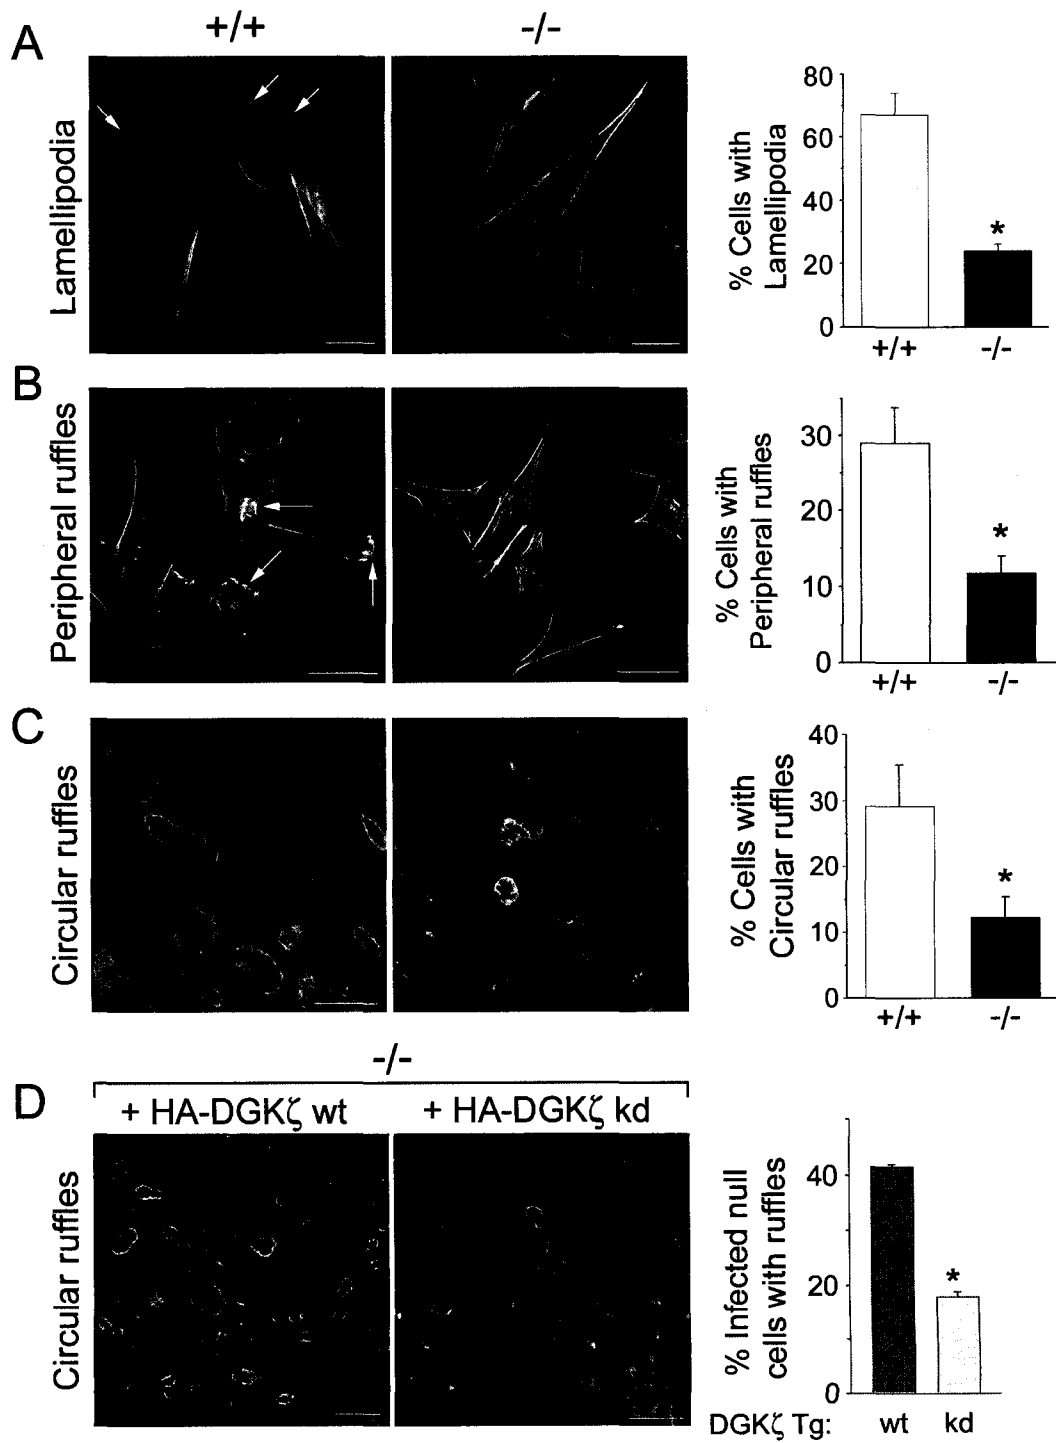 +/+
-/-
A
Lamellipodia
% Cells with
Lamellipodia
80
60
40
20
0
*
+/+
-/-
B
Peripheral ruffles
% Cells with
Peripheral ruffles
30
20
10
0
*
+/+
-/-
C
Circular ruffles
% Cells with
Circular ruffles
40
30
20
10
0
*
+/+
-/-
-/-
D
+ HA-DGKζ wt
+ HA-DGKζ kd
Circular ruffles
% Infected null
cells with ruffles
40
20
0
*
DGKζ Tg: wt kd